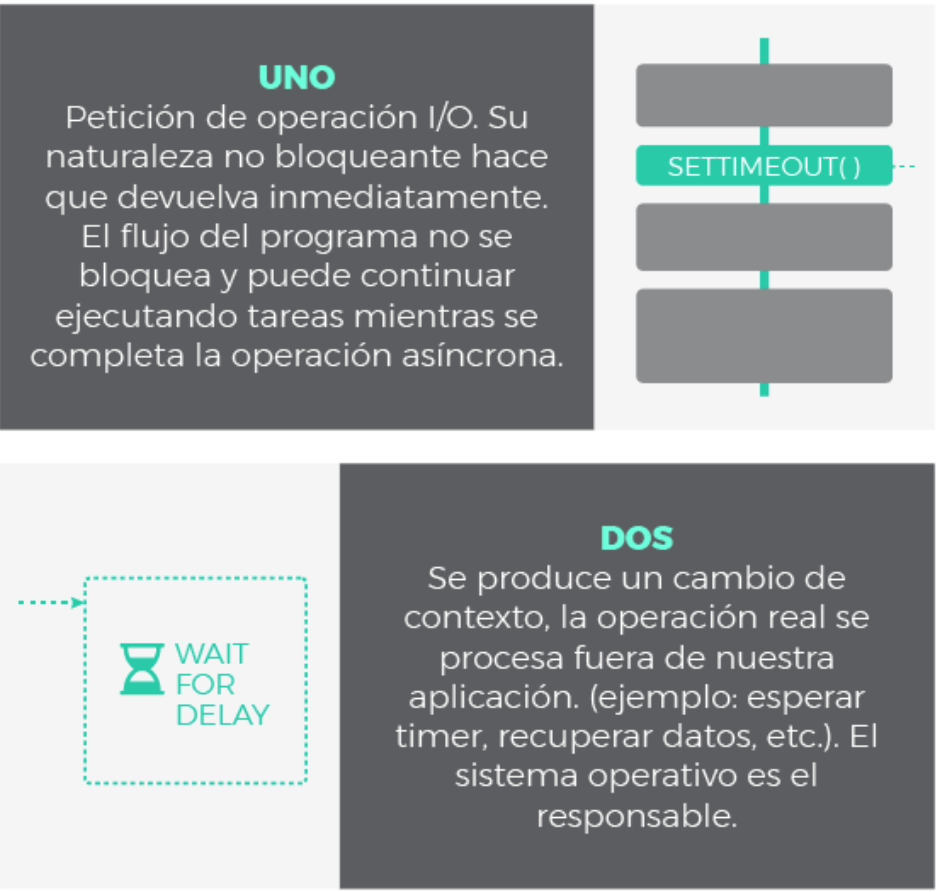 UNO
Petición de operación I/O. Su
naturaleza no bloqueante hace
que devuelva inmediatamente.
El flujo del programa no se
bloquea y puede continuar
ejecutando tareas mientras se
completa la operación asíncrona.
SETTIMEOUT( )
WAIT
FOR
DELAY
DOS
Se produce un cambio de
contexto, la operación real se
procesa fuera de nuestra
aplicación. (ejemplo: esperar
timer, recuperar datos, etc.). El
sistema operativo es el
responsable.